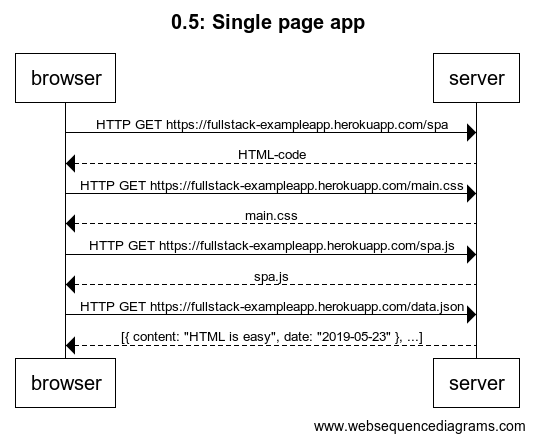 0.5: Single page app
browser server
HTTP GET https://fullstack-exampleapp.herokuapp.com/spa
HTML-code
HTTP GET https://fullstack-exampleapp.herokuapp.com/main.css
main.css
HTTP GET https://fullstack-exampleapp.herokuapp.com/spa.js
spa.js
HTTP GET https://fullstack-exampleapp.herokuapp.com/data.json
[{ content: "HTML is easy", date: "2019-05-23" }, ...]
browser server
www.websequencediagrams.com